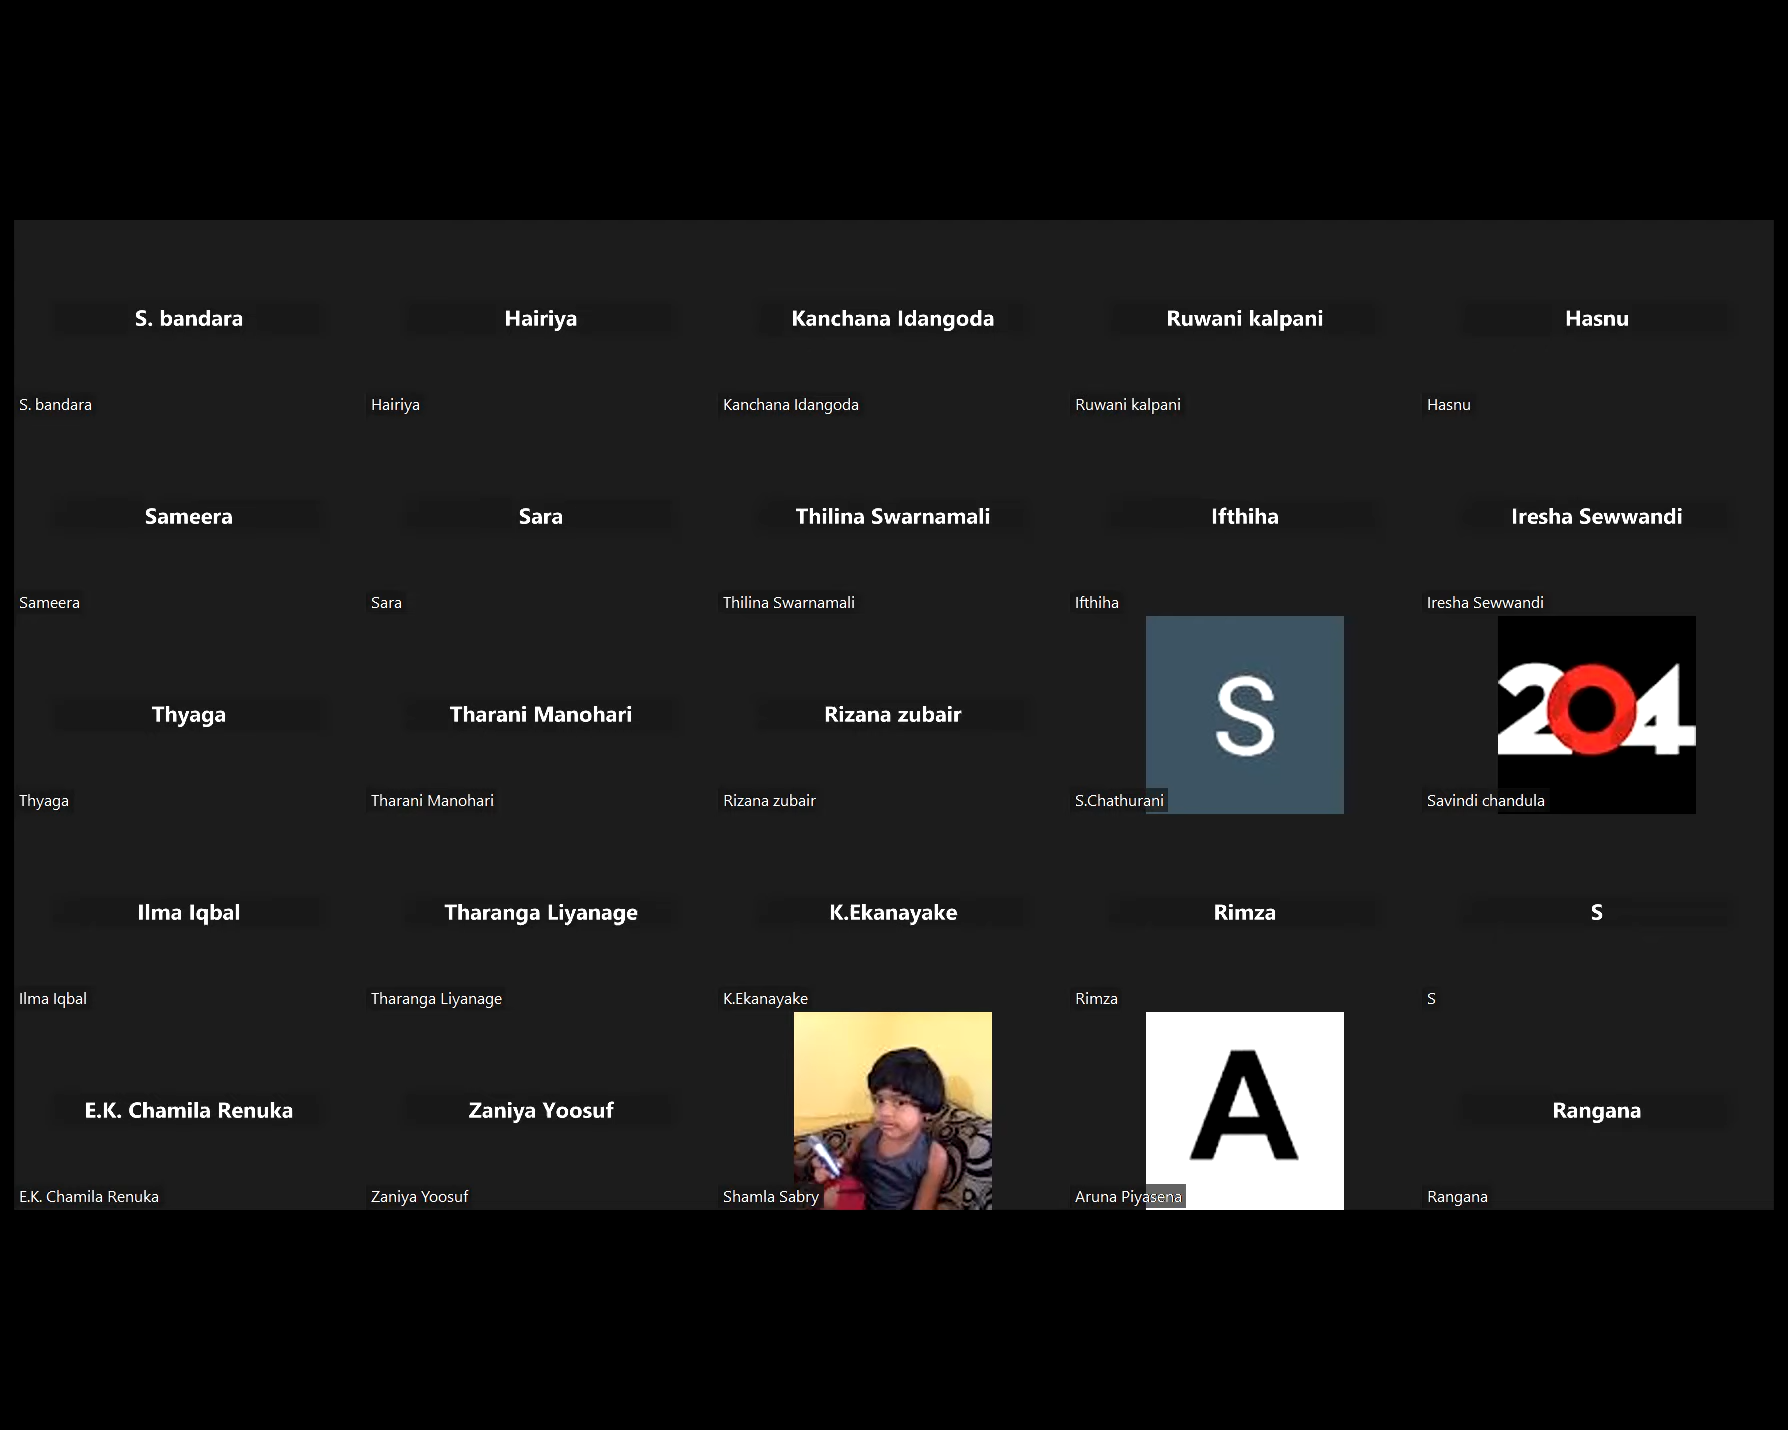 S. bandara
S. bandara
Hairiya
Hairiya
Kanchana Idangoda
Kanchana Idangoda
Ruwani kalpani
Ruwani kalpani
Hasnu
Hasnu
Sameera
Sameera
Sara
Sara
Thilina Swarnamali
Thilina Swarnamali
Ifthiha
Ifthiha
Iresha Sewwandi
Iresha Sewwandi
Thyaga
Thyaga
Tharani Manohari
Tharani Manohari
Rizana zubair
Rizana zubair
S
S.Chathurani
204
Savindi chandula
Ilma Iqbal
Ilma Iqbal
Tharanga Liyanage
Tharanga Liyanage
K.Ekanayake
K.Ekanayake
Rimza
Rimza
S
S
E.K. Chamila Renuka
E.K. Chamila Renuka
Zaniya Yoosuf
Zaniya Yoosuf
Shamla Sabry
A
Aruna Piyasena
Rangana
Rangana